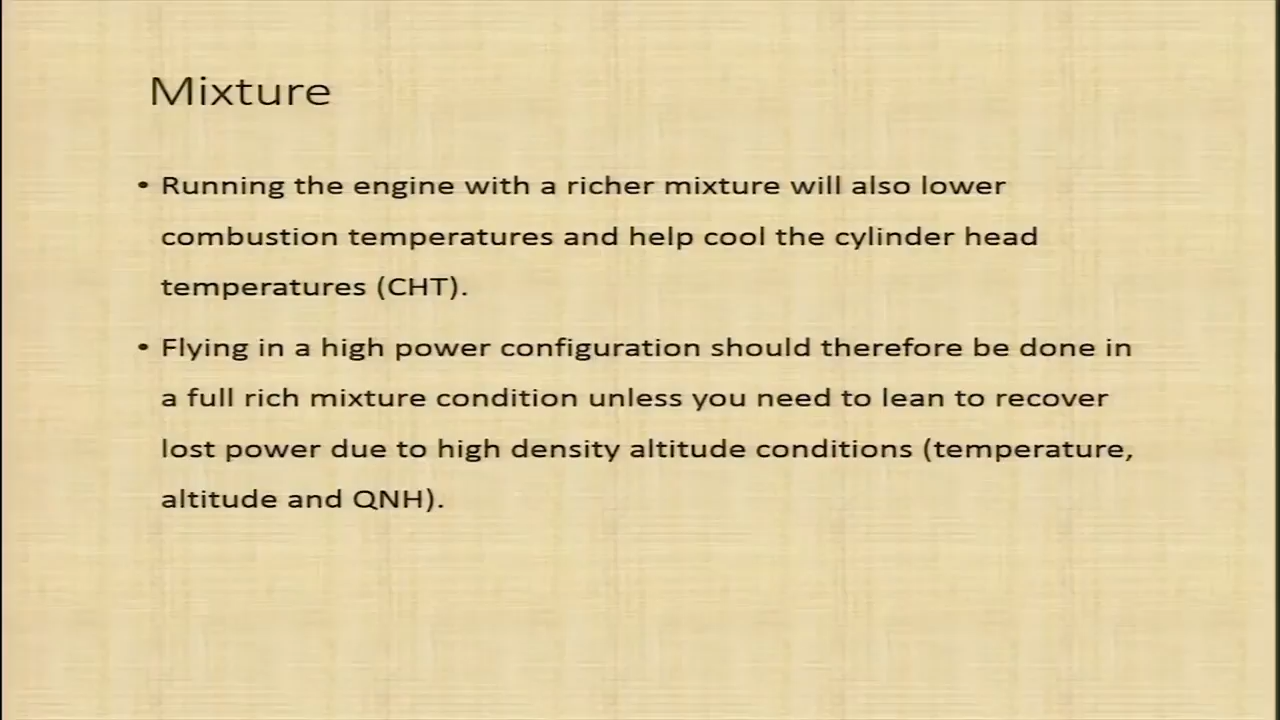 Mixture
• Running the engine with a richer mixture will also lower
combustion temperatures and help cool the cylinder head
temperatures (CHT).
• Flying in a high power configuration should therefore be done in
a full rich mixture condition unless you need to lean to recover
lost power due to high density altitude conditions (temperature,
altitude and QNH).